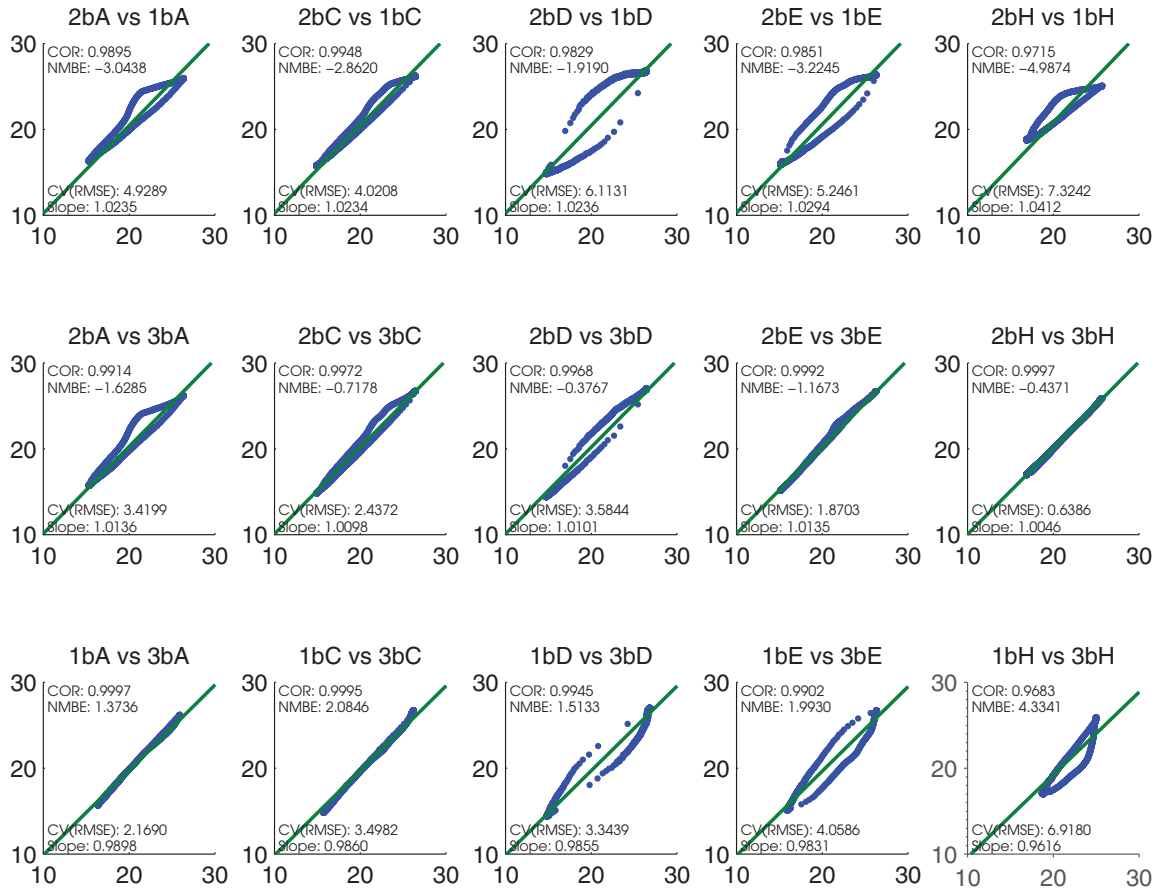 2bA vs 1bA
30
COR: 0.9895
NMBE: −3.0438
20
CV(RMSE): 4.9289
Slope: 1.0235
10
10 20 30
2bC vs 1bC
30
COR: 0.9948
NMBE: −2.8620
20
CV(RMSE): 4.0208
Slope: 1.0234
10
10 20 30
2bD vs 1bD
30
COR: 0.9829
NMBE: −1.9190
20
CV(RMSE): 6.1131
Slope: 1.0236
10
10 20 30
2bE vs 1bE
30
COR: 0.9851
NMBE: −3.2245
20
CV(RMSE): 5.2461
Slope: 1.0294
10
10 20 30
2bH vs 1bH
30
COR: 0.9715
NMBE: −4.9874
20
CV(RMSE): 7.3242
Slope: 1.0412
10
10 20 30
2bA vs 3bA
30
COR: 0.9914
NMBE: −1.6285
20
CV(RMSE): 3.4199
Slope: 1.0136
10
10 20 30
2bC vs 3bC
30
COR: 0.9972
NMBE: −0.7178
20
CV(RMSE): 2.4372
Slope: 1.0098
10
10 20 30
2bD vs 3bD
30
COR: 0.9968
NMBE: −0.3767
20
CV(RMSE): 3.5844
Slope: 1.0101
10
10 20 30
2bE vs 3bE
30
COR: 0.9992
NMBE: −1.1673
20
CV(RMSE): 1.8703
Slope: 1.0135
10
10 20 30
2bH vs 3bH
30
COR: 0.9997
NMBE: −0.4371
20
CV(RMSE): 0.6386
Slope: 1.0046
10
10 20 30
1bA vs 3bA
30
COR: 0.9997
NMBE: 1.3736
20
CV(RMSE): 2.1690
Slope: 0.9898
10
10 20 30
1bC vs 3bC
30
COR: 0.9995
NMBE: 2.0846
20
CV(RMSE): 3.4982
Slope: 0.9860
10
10 20 30
1bD vs 3bD
30
COR: 0.9945
NMBE: 1.5133
20
CV(RMSE): 3.3439
Slope: 0.9855
10
10 20 30
1bE vs 3bE
30
COR: 0.9902
NMBE: 1.9930
20
CV(RMSE): 4.0586
Slope: 0.9831
10
10 20 30
1bH vs 3bH
30
COR: 0.9683
NMBE: 4.3341
20
CV(RMSE): 6.9180
Slope: 0.9616
10
10 20 30